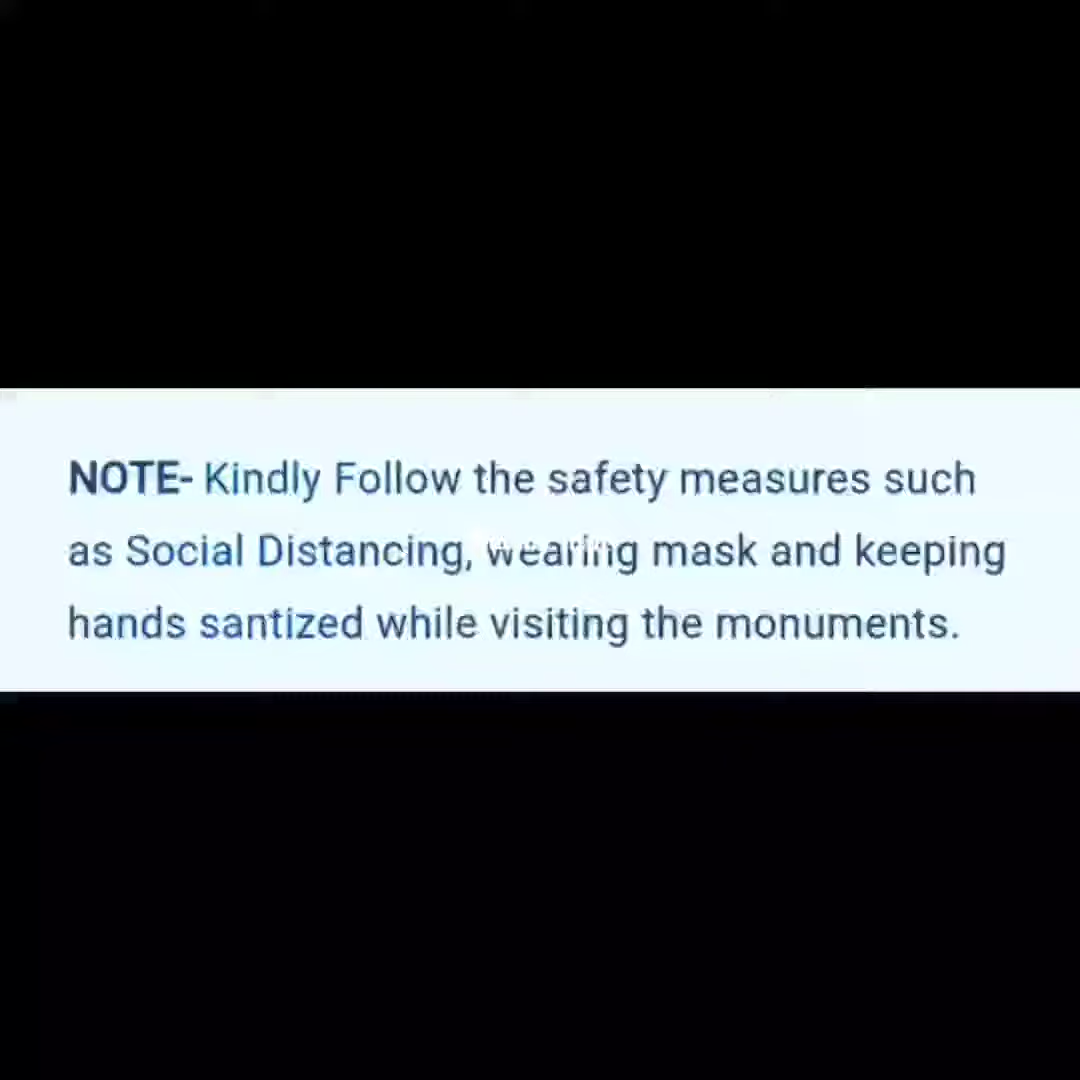 NOTE- Kindly Follow the safety measures such
as Social Distancing, wearing mask and keeping
hands santized while visiting the monuments.